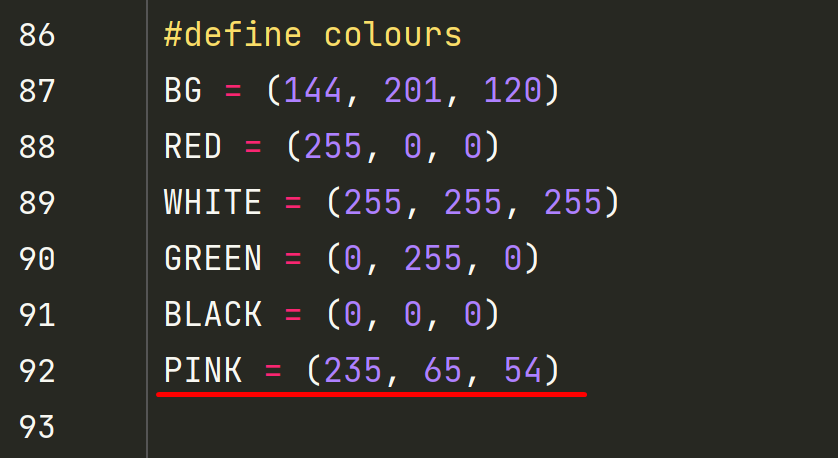 86 #define colours
87 BG = (144, 201, 120)
88 RED = (255, 0, 0)
89 WHITE = (255, 255, 255)
90 GREEN = (0, 255, 0)
91 BLACK = (0, 0, 0)
92 PINK = (235, 65, 54)
93